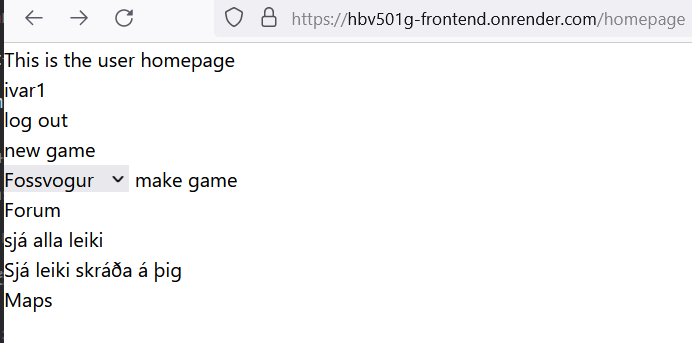 https://hbv501g-frontend.onrender.com/homepage
This is the user homepage
ivar1
log out
new game
Fossvogur make game
Forum
sjá alla leiki
Sjá leiki skráða á þig
Maps